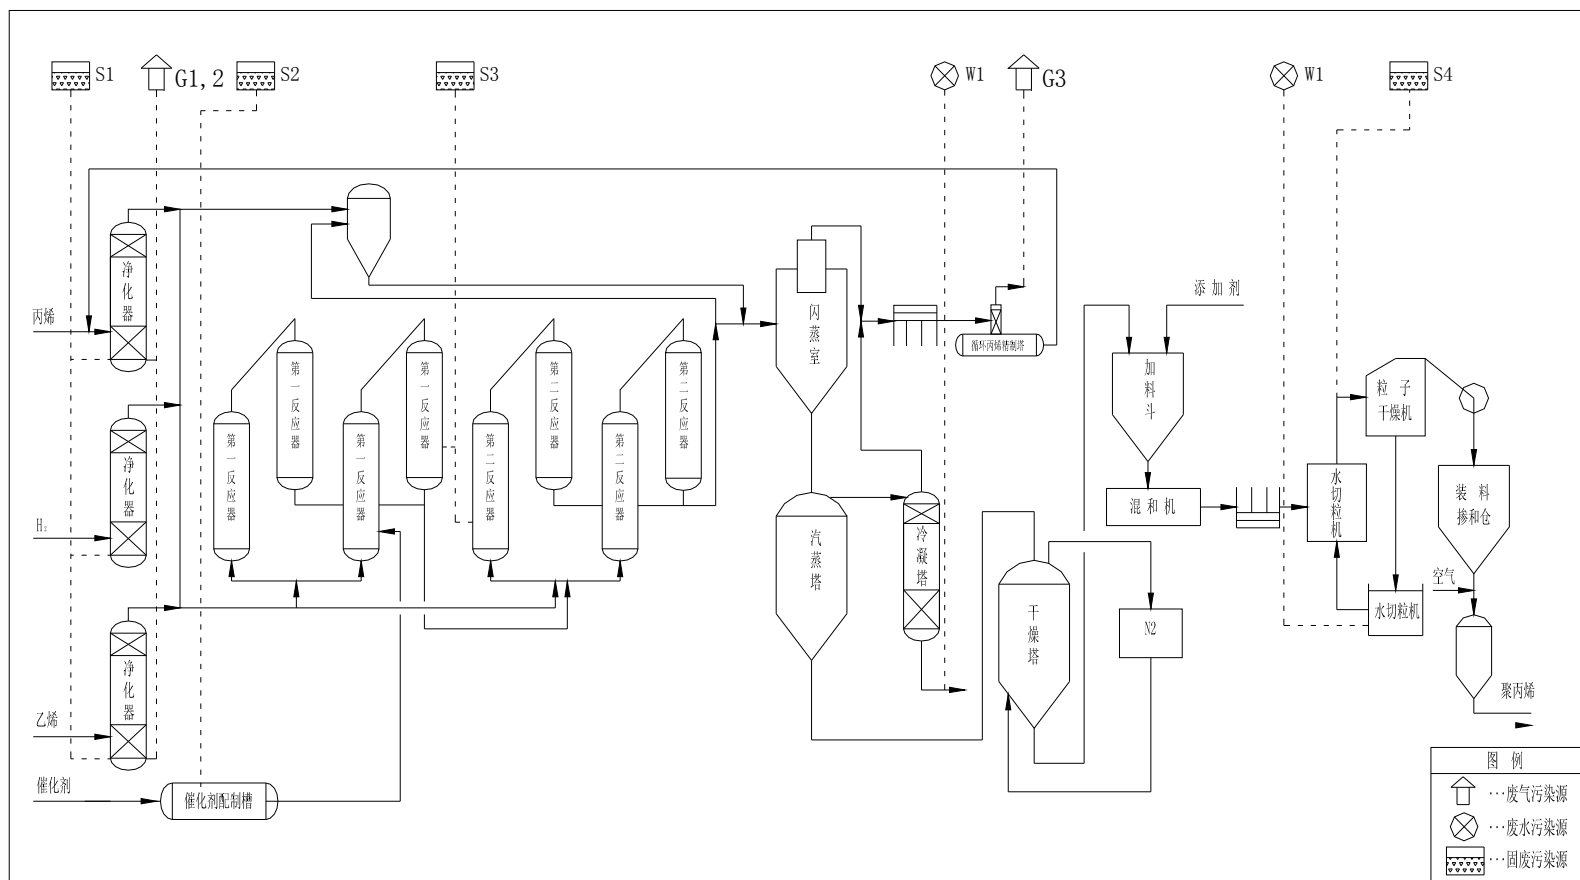 S1
G1,2
S2
S3
W1
G3
W1
S4
净化器
丙烯
闪蒸室
循环丙烯精制塔
添加剂
加料斗
粒子
干燥机
第一反应器
第一反应器
第二反应器
第二反应器
第一反应器
第一反应器
第二反应器
第二反应器
净化器
H₂
混和机
水切粒机
装料
掺和仓
汽蒸塔
冷凝塔
空气
水切粒机
干燥塔
N2
净化器
乙烯
聚丙烯
催化剂
催化剂配制槽
图例
…废气污染源
…废水污染源
…固废污染源